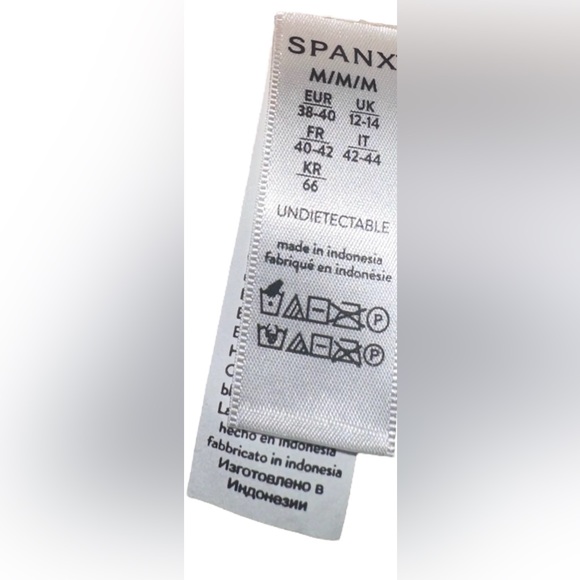 SPANX
M/M/M
EUR UK
38-40 12-14
FR IT
40-42 42-44
KR
66
UNDIETECTABLE
made in indonesia
fabriqué en indonésie
P
P
hecho en indonesia
fabbricato in indonesia
Изготовлено в
Индонезии